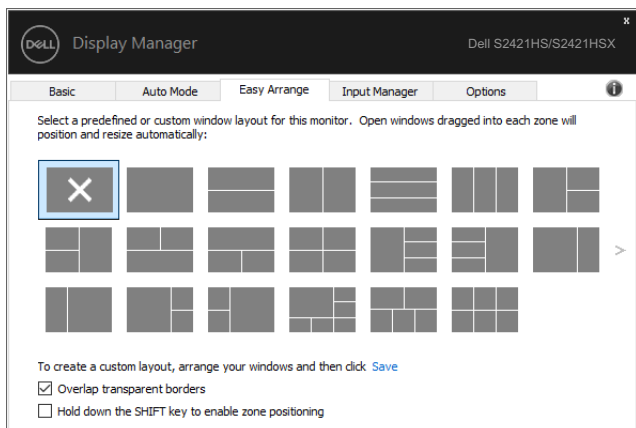 x
DELL Display Manager Dell S2421HS/S2421HSX
Basic Auto Mode Easy Arrange Input Manager Options
Select a predefined or custom window layout for this monitor. Open windows dragged into each zone will
position and resize automatically:
>
To create a custom layout, arrange your windows and then click Save
Overlap transparent borders
Hold down the SHIFT key to enable zone positioning